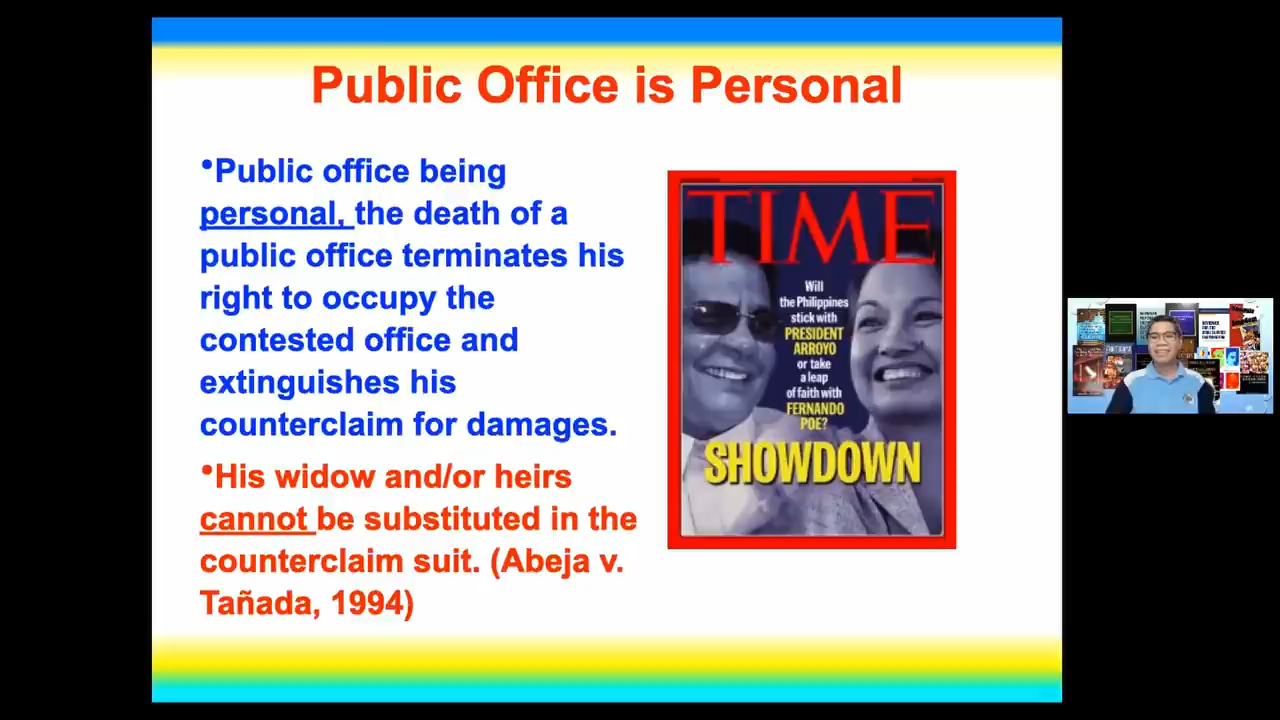 Public Office is Personal
•Public office being
personal, the death of a
public office terminates his
right to occupy the
contested office and
extinguishes his
counterclaim for damages.
•His widow and/or heirs
cannot be substituted in the
counterclaim suit. (Abeja v.
Tañada, 1994)
TIME
Will
the Philippines
stick with
PRESIDENT
ARROYO
or take
a leap
of faith with
FERNANDO
POE?
SHOWDOWN